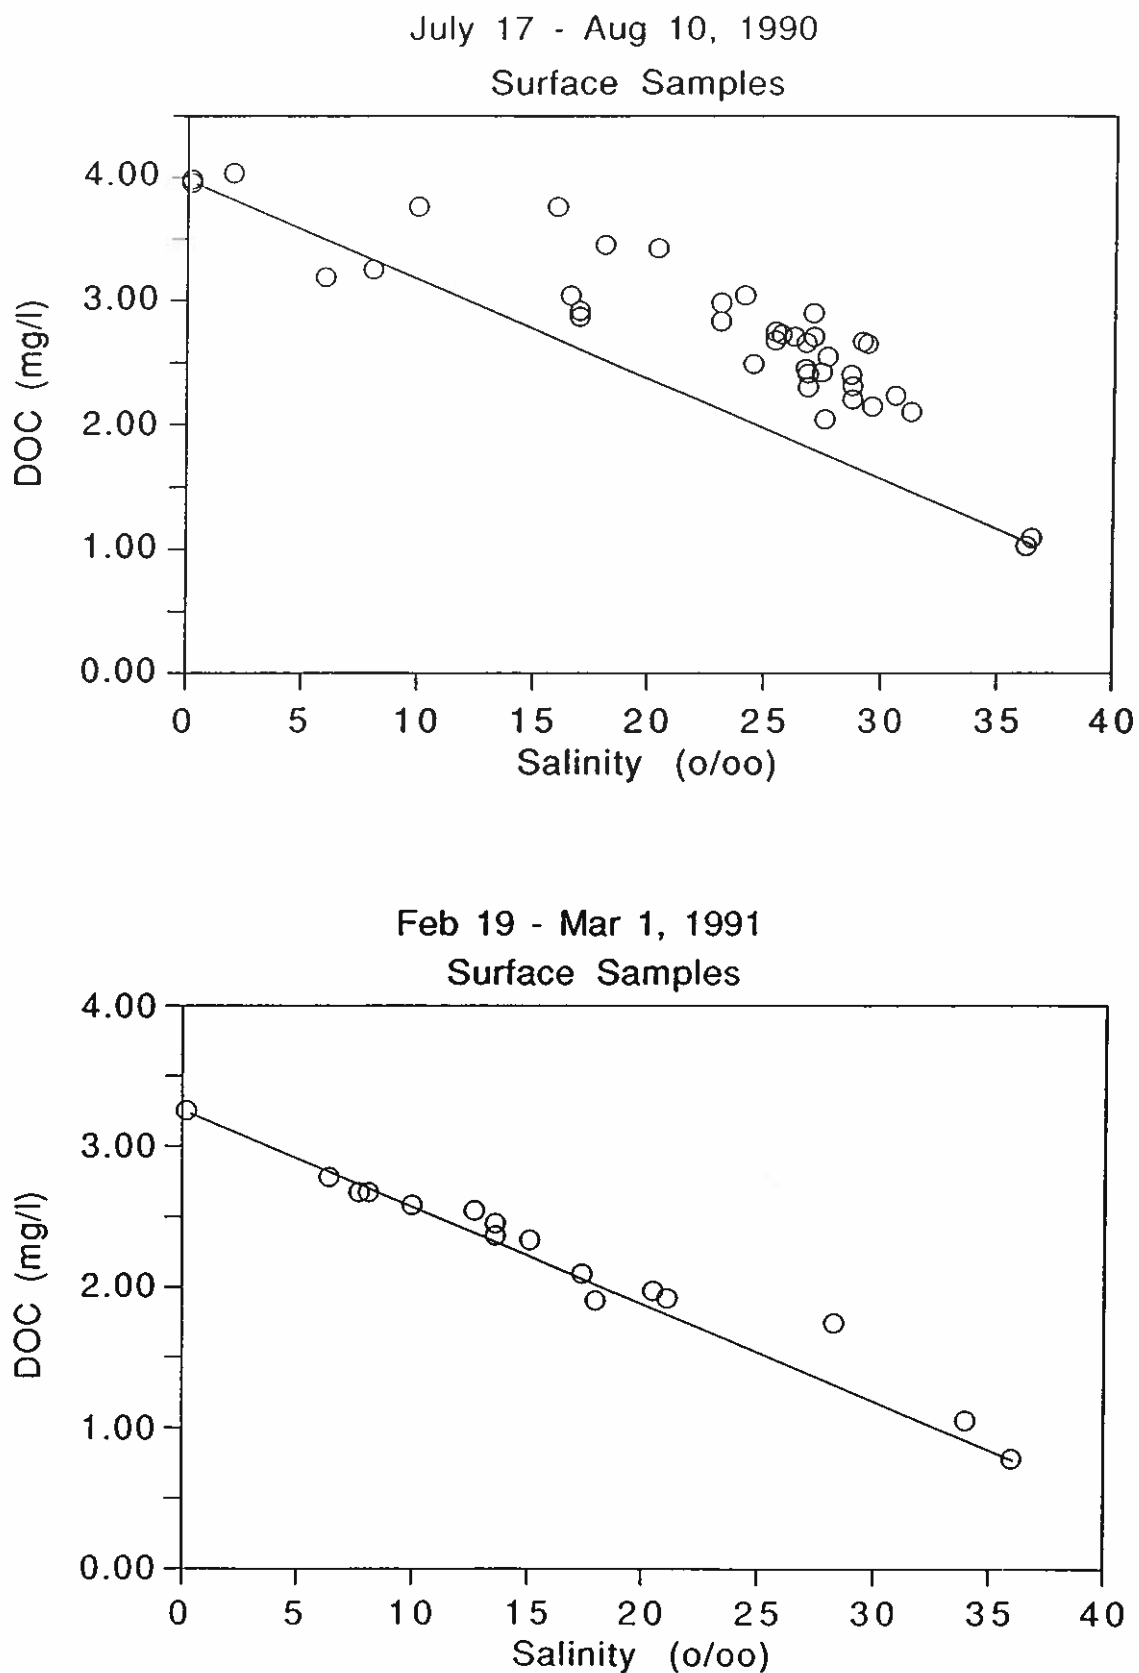 July 17 - Aug 10, 1990
Surface Samples
4.00
3.00
2.00
1.00
0.00
DOC (mg/l)
0 5 10 15 20 25 30 35 40
Salinity (o/oo)
Feb 19 - Mar 1, 1991
Surface Samples
4.00
3.00
2.00
1.00
0.00
DOC (mg/l)
0 5 10 15 20 25 30 35 40
Salinity (o/oo)